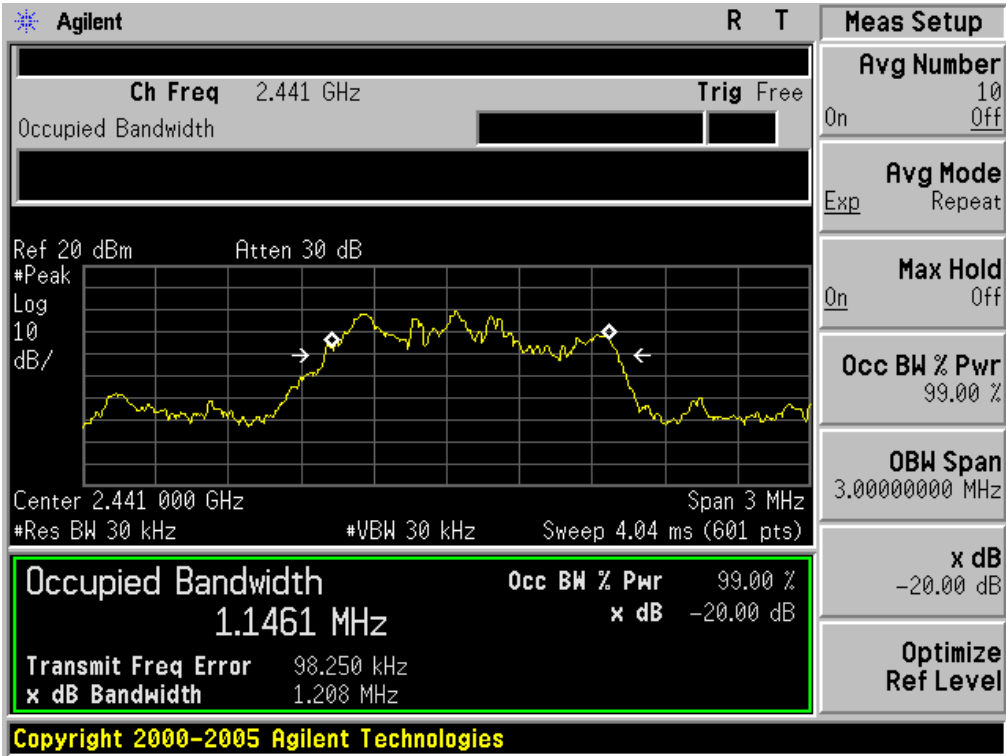 Agilent R T
Ch Freq 2.441 GHz Trig Free
Occupied Bandwidth
Ref 20 dBm Atten 30 dB
#Peak
Log
10
dB/
Center 2.441 000 GHz Span 3 MHz
#Res BW 30 kHz #VBW 30 kHz Sweep 4.04 ms (601 pts)
Occupied Bandwidth Occ BW % Pwr 99.00 %
1.1461 MHz x dB -20.00 dB
Transmit Freq Error 98.250 kHz
x dB Bandwidth 1.208 MHz
Copyright 2000-2005 Agilent Technologies
Meas Setup
Avg Number
10
On Off
Avg Mode
Exp Repeat
Max Hold
On Off
Occ BW % Pwr
99.00 %
OBW Span
3.00000000 MHz
x dB
-20.00 dB
Optimize
Ref Level